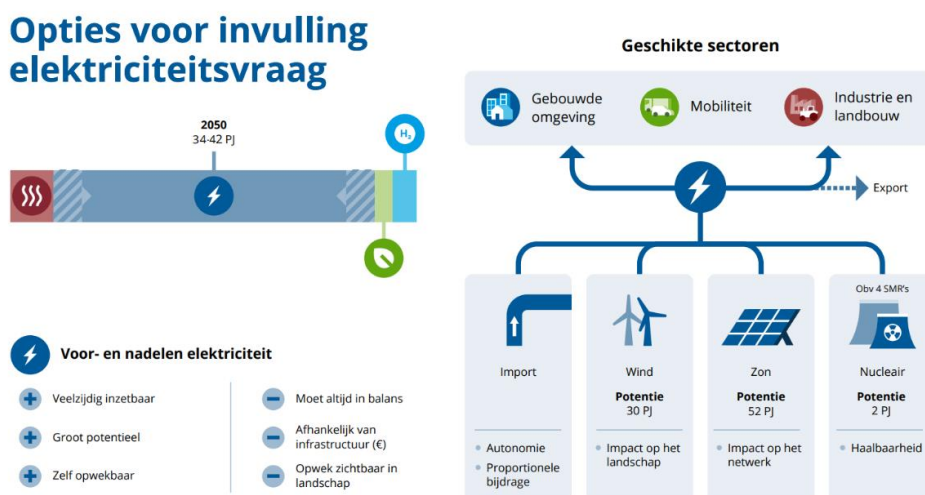 Opties voor invulling
elektriciteitsvraag
2050
34-42 PJ
H₂
Voor- en nadelen elektriciteit
Veelzijdig inzetbaar
Groot potentieel
Zelf opwekbaar
Moet altijd in balans
Afhankelijk van
infrastructuur (€)
Opwek zichtbaar in
landschap
Geschikte sectoren
Gebouwde
omgeving
Mobiliteit
Industrie en
landbouw
Export
Import
Autonomie
Proportionele
bijdrage
Wind
Potentie
30 PJ
Impact op het
landschap
Zon
Potentie
52 PJ
Impact op het
netwerk
Obv 4 SMR's
Nucleair
Potentie
2 PJ
Haalbaarheid